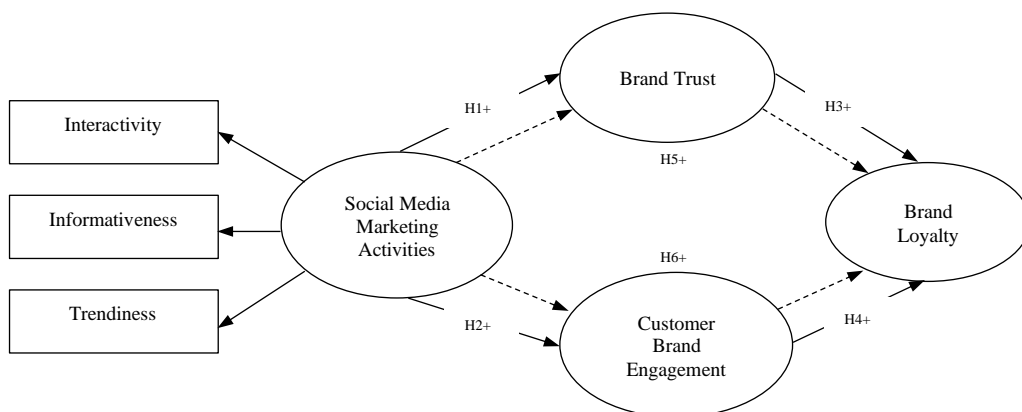 Brand Trust
H1+
H3+
Interactivity
H5+
Informativeness
Social Media
Marketing
Activities
Brand
Loyalty
H6+
Trendiness
H2+
Customer
Brand
Engagement
H4+